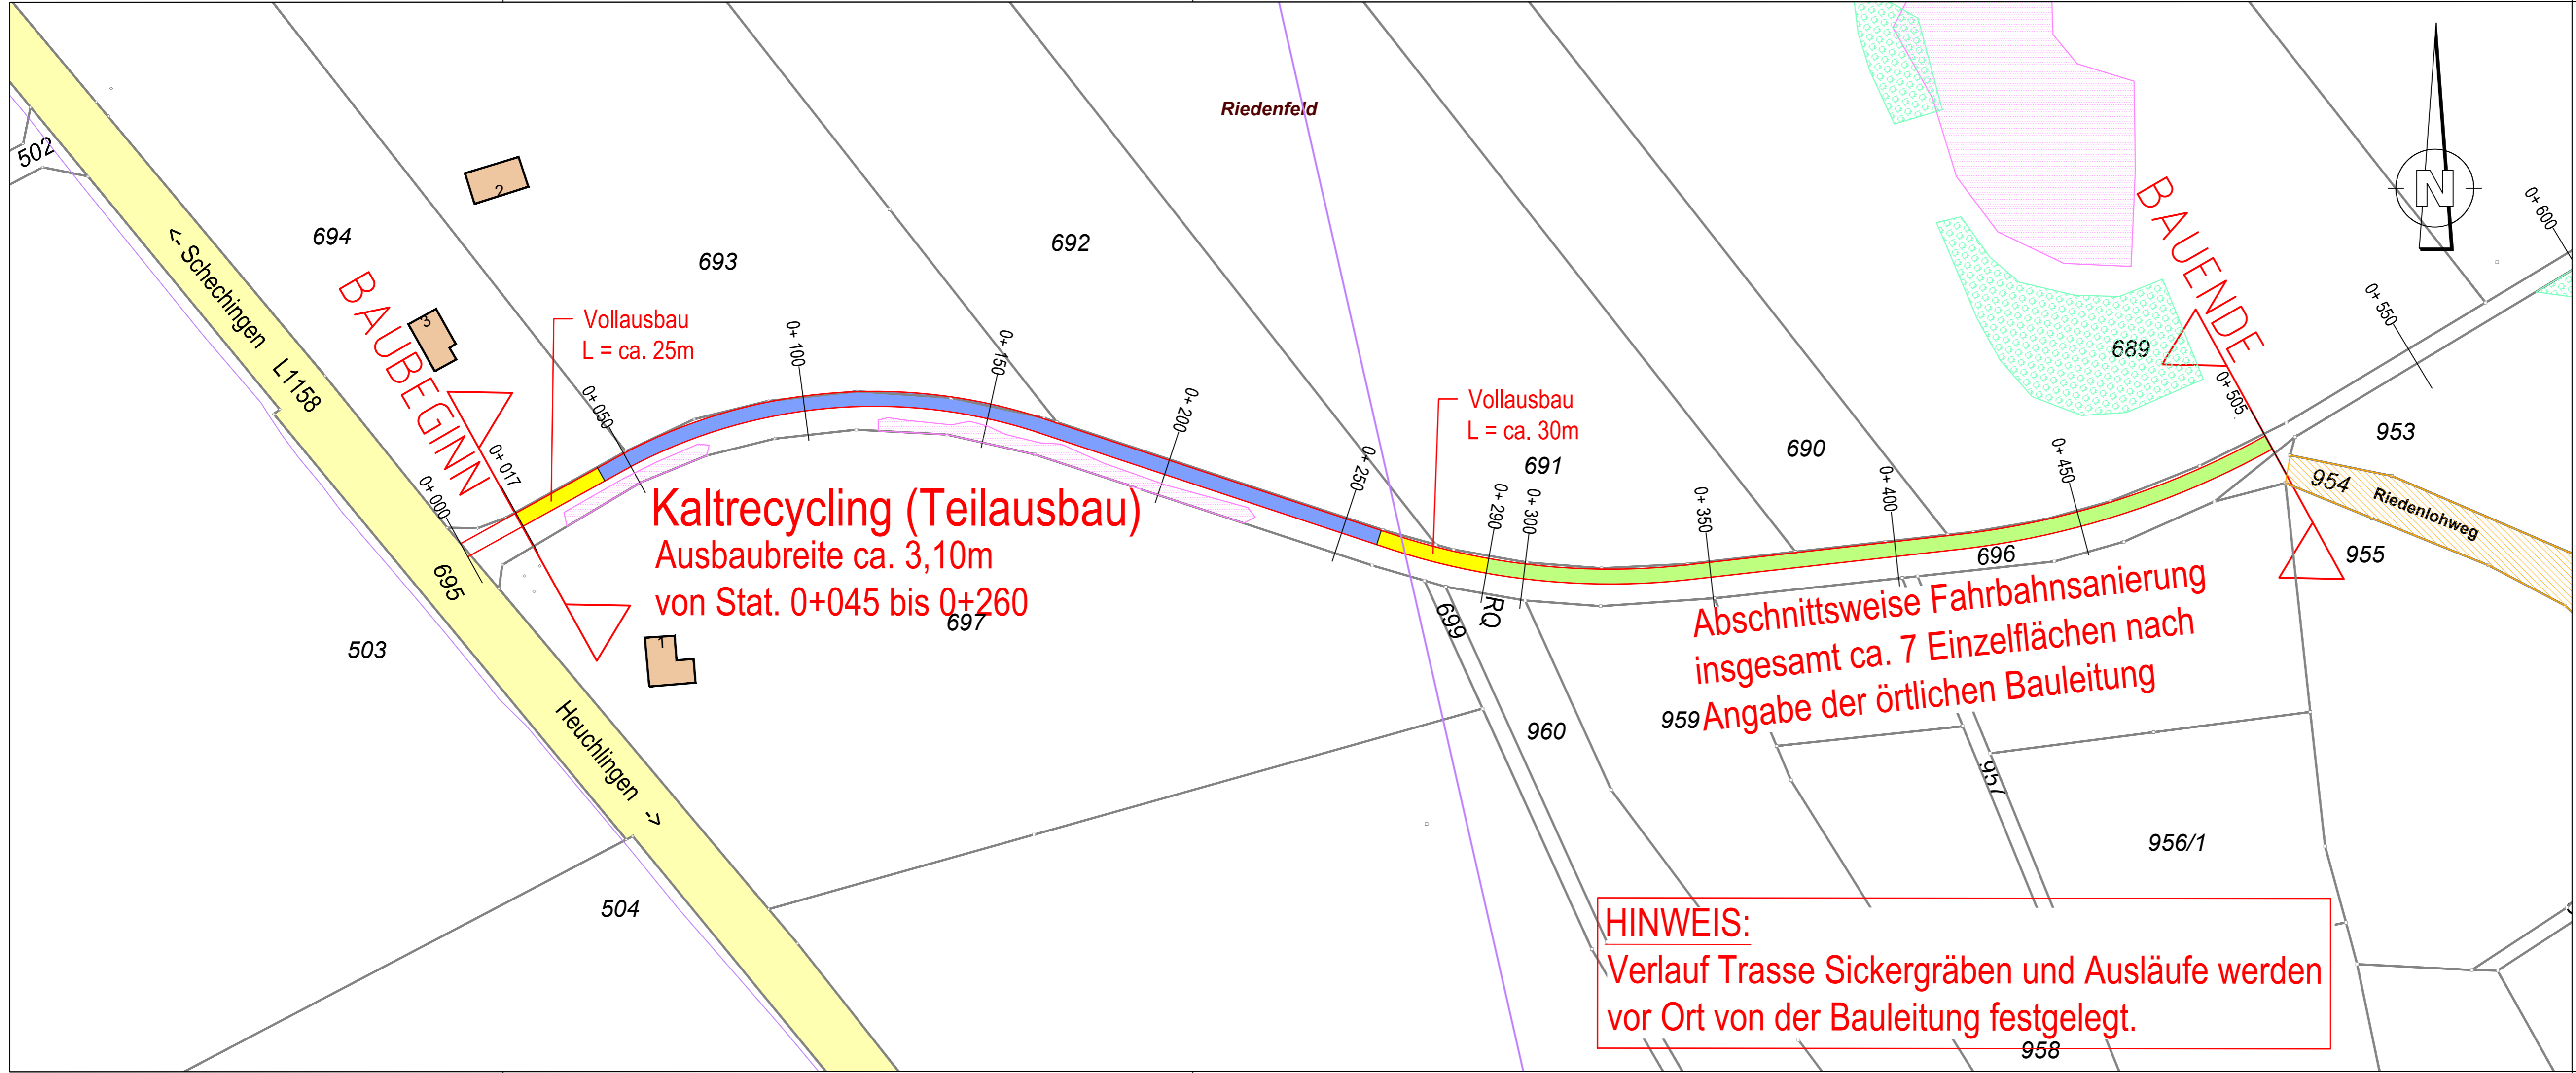 Riedenfeld
502
2
694
693
692
<- Schechingen L1158
BAUBEGINN
3
Vollausbau
L = ca. 25m
0+ 000
0+ 017
0+ 050
0+ 100
0+ 150
0+ 200
0+ 250
Vollausbau
L = ca. 30m
691
0+ 290
0+ 300
0+ 350
690
0+ 400
0+ 450
689
BAUENDE
0+ 505
0+ 550
0+ 600
N
953
954
Riedenlohweg
955
696
Kaltrecycling (Teilausbau)
Ausbaubreite ca. 3,10m
von Stat. 0+045 bis 0+260
697
1
695
503
Heuchlingen ->
504
699
RQ
Abschnittsweise Fahrbahnsanierung
insgesamt ca. 7 Einzelflächen nach
Angabe der örtlichen Bauleitung
960
959
957
956/1
HINWEIS:
Verlauf Trasse Sickergräben und Ausläufe werden
vor Ort von der Bauleitung festgelegt.
958